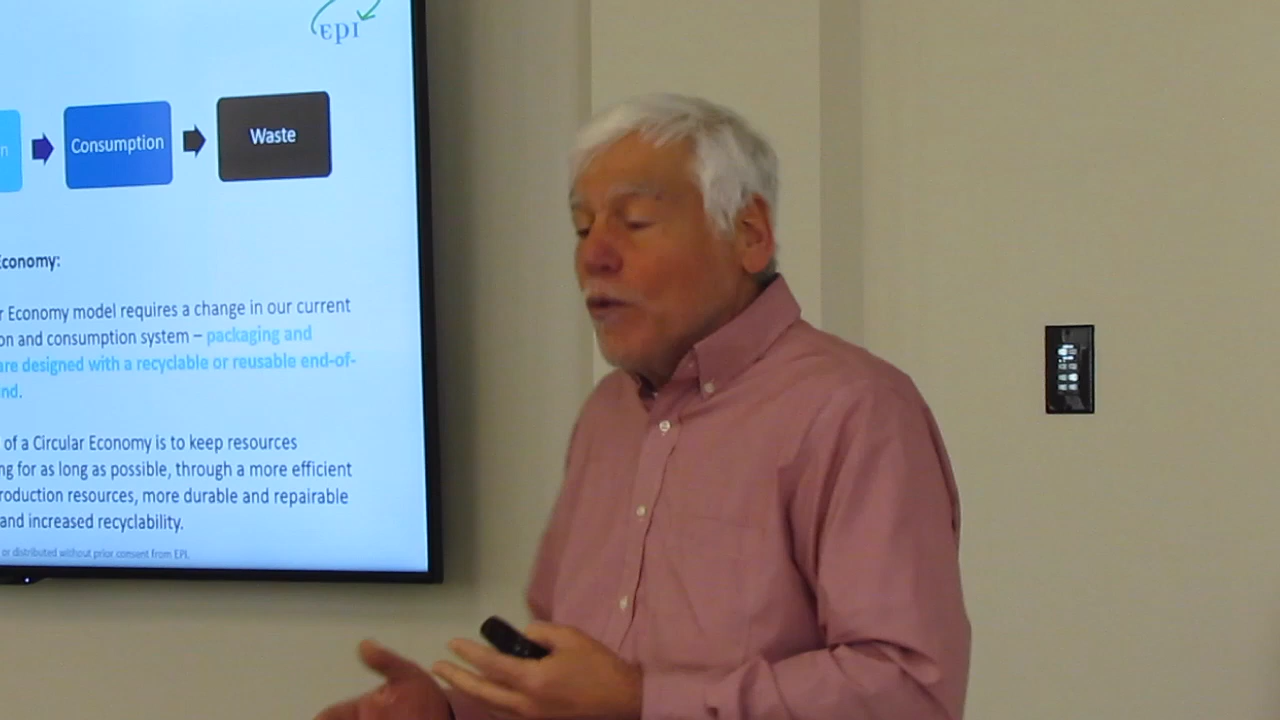 epi
n
Consumption
Waste
Economy:
r Economy model requires a change in our current
on and consumption system – packaging and
are designed with a recyclable or reusable end-of-
nd.
of a Circular Economy is to keep resources
ng for as long as possible, through a more efficient
roduction resources, more durable and repairable
and increased recyclability.
or distributed without prior consent from EPI.